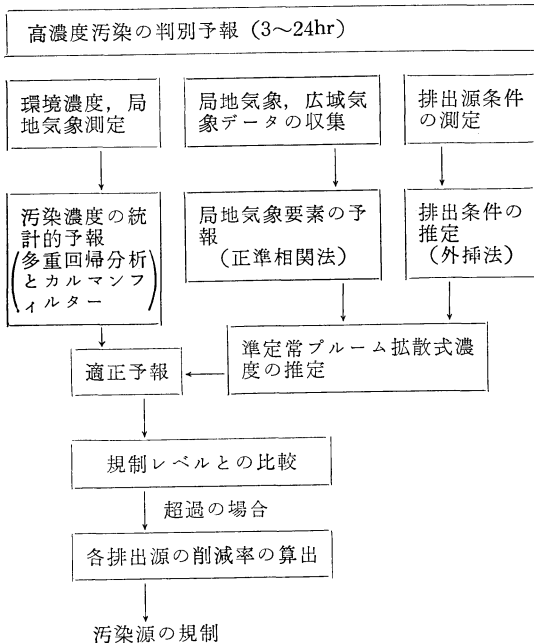 高濃度汚染の判別予報（3〜24hr）
環境濃度，局
地気象測定
局地気象，広域気
象データの収集
排出源条件
の測定
汚染濃度の統
計的予報
（多重回帰分析
とカルマンフ
ィルター）
局地気象要素の予
報
（正準相関法）
排出条件の
推定
（外挿法）
適正予報
準定常プルーム拡散式濃
度の推定
規制レベルとの比較
超過の場合
各排出源の削減率の算出
汚染源の規制